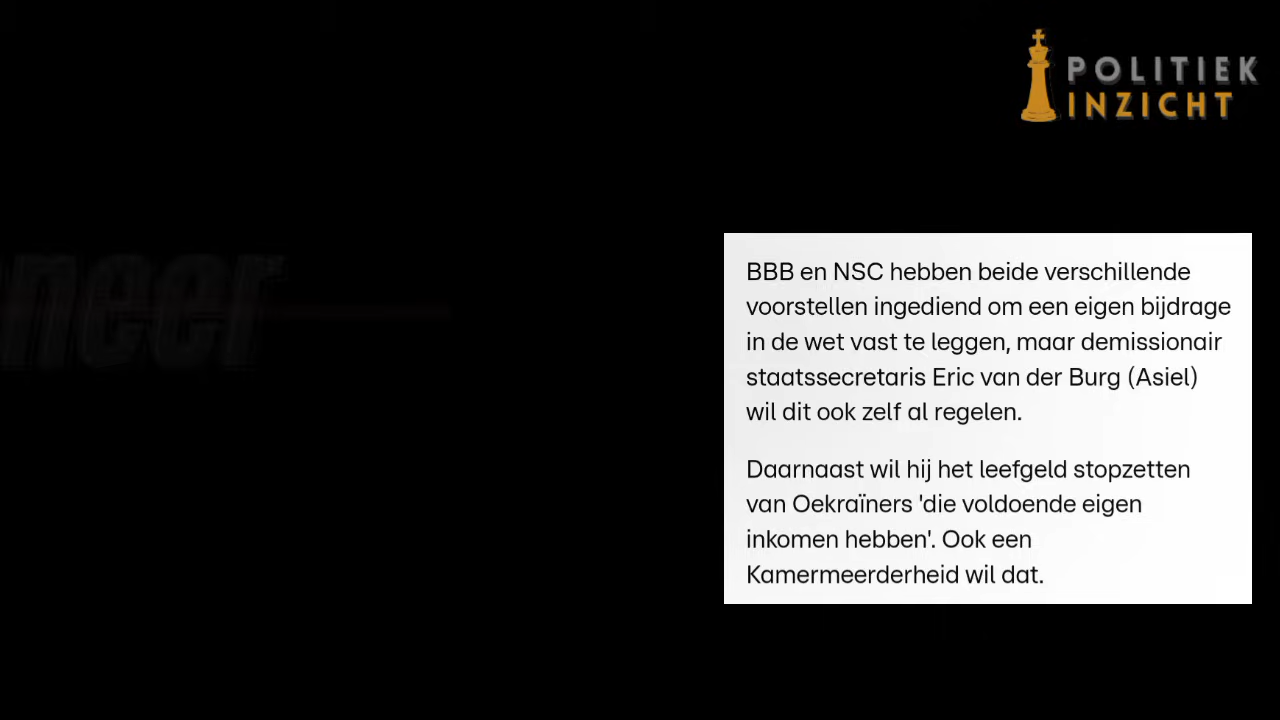 POLITIEK
INZICHT
neer
BBB en NSC hebben beide verschillende
voorstellen ingediend om een eigen bijdrage
in de wet vast te leggen, maar demissionair
staatssecretaris Eric van der Burg (Asiel)
wil dit ook zelf al regelen.
Daarnaast wil hij het leefgeld stopzetten
van Oekraïners 'die voldoende eigen
inkomen hebben'. Ook een
Kamermeerderheid wil dat.